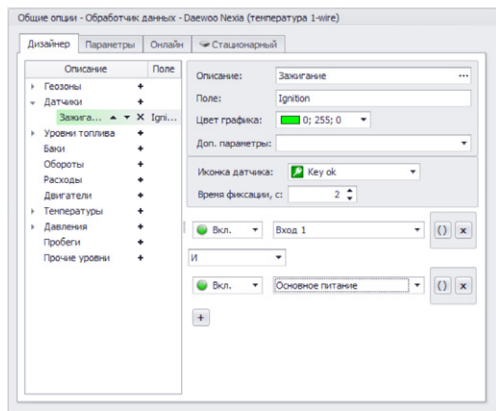 Общие опции - Обработчик данных - Daewoo Nexia (температура 1-wire)
Дизайнер Параметры Онлайн Стационарный
Описание Поле
Геозоны +
Датчики +
Зажига... Igni...
Уровни топлива +
Баки +
Обороты +
Расходы +
Двигатели +
Температуры +
Давления +
Пробеги +
Прочие уровни +
Описание: Зажигание ...
Поле: Ignition
Цвет графика: 0; 255; 0
Доп. параметры:
Иконка датчика: Key ok
Время фиксации, с: 2
Вкл. Вход 1 () x
И
Вкл. Основное питание () x
+